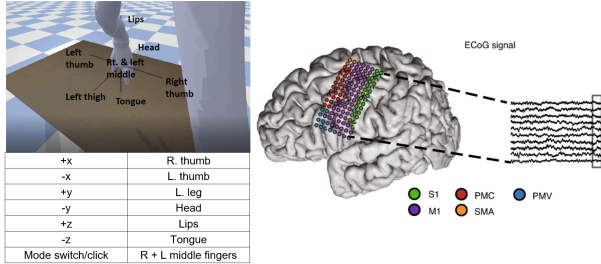 Lips
Head
Left
thumb
Rt. & left
middle
Right
thumb
Left thigh
Tongue
+x R. thumb
-x L. thumb
+y L. leg
-y Head
+z Lips
-z Tongue
Mode switch/click R + L middle fingers
ECoG signal
S1 PMC PMV
M1 SMA